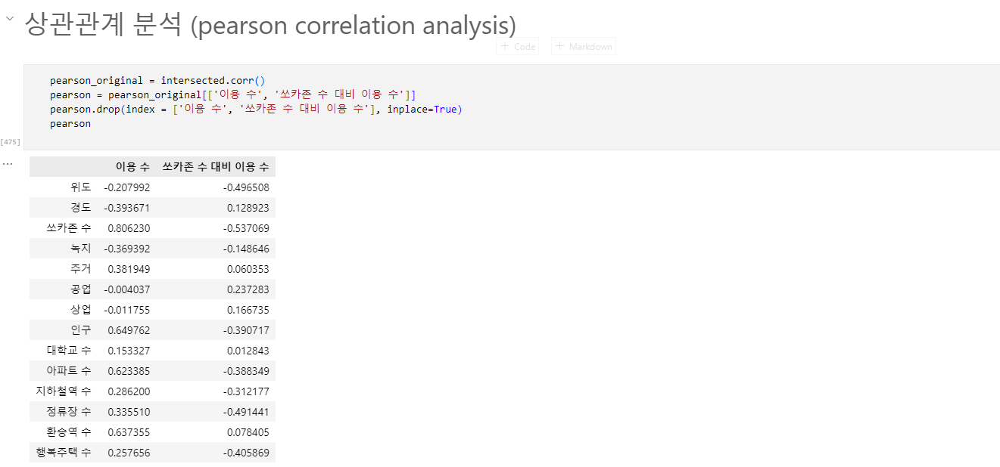 상관관계 분석 (pearson correlation analysis)
+ Code + Markdown
pearson_original = intersected.corr()
pearson = pearson_original[['이용 수', '쏘카존 수 대비 이용 수']]
pearson.drop(index = ['이용 수', '쏘카존 수 대비 이용 수'], inplace=True)
pearson
[475]
...
이용 수 쏘카존 수 대비 이용 수
위도 -0.207992 -0.496508
경도 -0.393671 0.128923
쏘카존 수 0.806230 -0.537069
녹지 -0.369392 -0.148646
주거 0.381949 0.060353
공업 -0.004037 0.237283
상업 -0.011755 0.166735
인구 0.649762 -0.390717
대학교 수 0.153327 0.012843
아파트 수 0.623385 -0.388349
지하철역 수 0.286200 -0.312177
정류장 수 0.335510 -0.491441
환승역 수 0.637355 0.078405
행복주택 수 0.257656 -0.405869